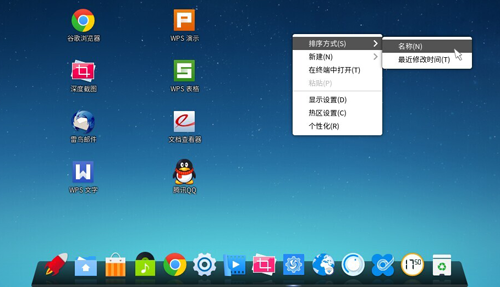 谷歌浏览器
WPS 演示
深度截图
WPS 表格
雷鸟邮件
文档查看器
WPS 文字
腾讯QQ
排序方式(S)
新建(N)
在终端中打开(T)
粘贴(P)
显示设置(D)
热区设置(C)
个性化(R)
名称(N)
最近修改时间(T)
17 50